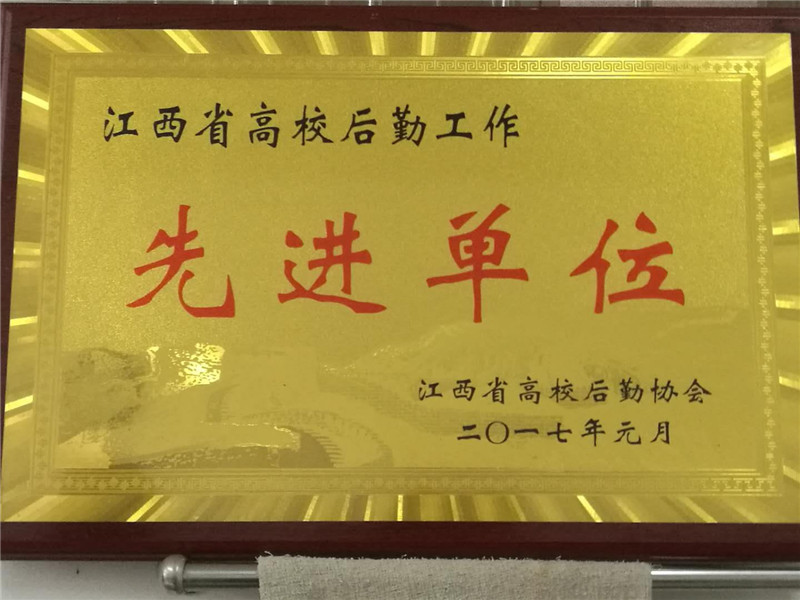 江西省高校后勤工作
先进单位
江西省高校后勤协会
二〇一七年元月